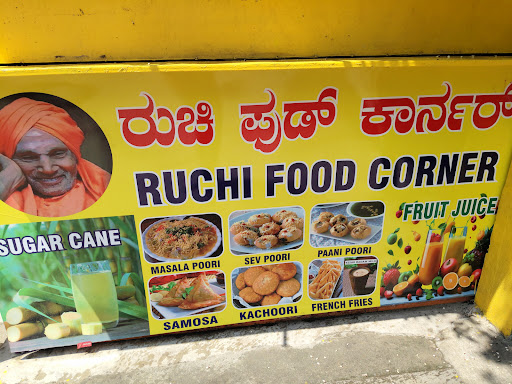 ರುಚಿ ಫುಡ್ ಕಾರ್ನರ್
RUCHI FOOD CORNER
SUGAR CANE
FRUIT JUICE
MASALA POORI
SEV POORI
PAANI POORI
SAMOSA
KACHOORI
FRENCH FRIES